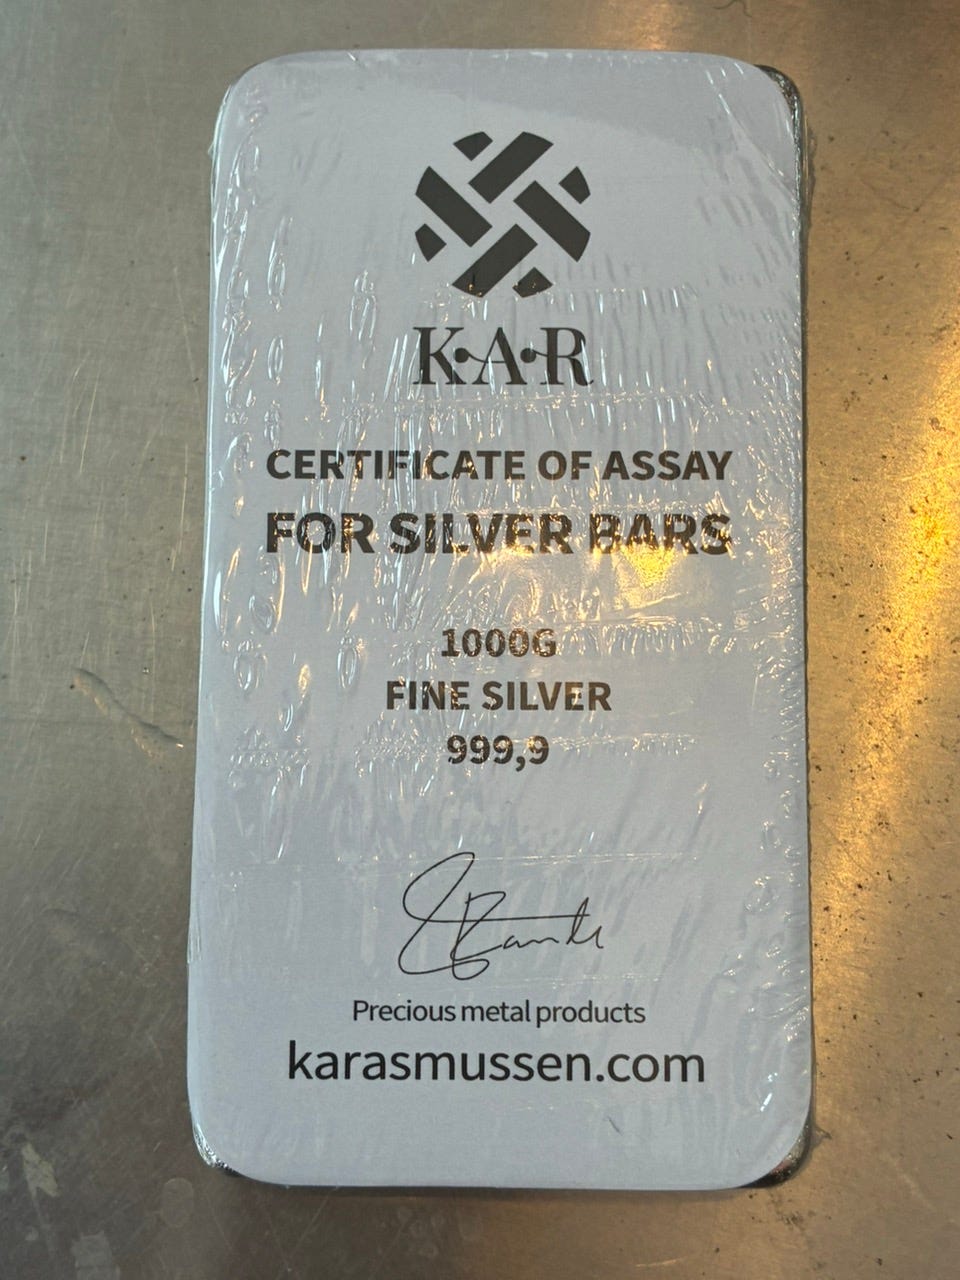 K·A·R
CERTIFICATE OF ASSAY
FOR SILVER BARS
1000G
FINE SILVER
999,9
Precious metal products
karasmussen.com